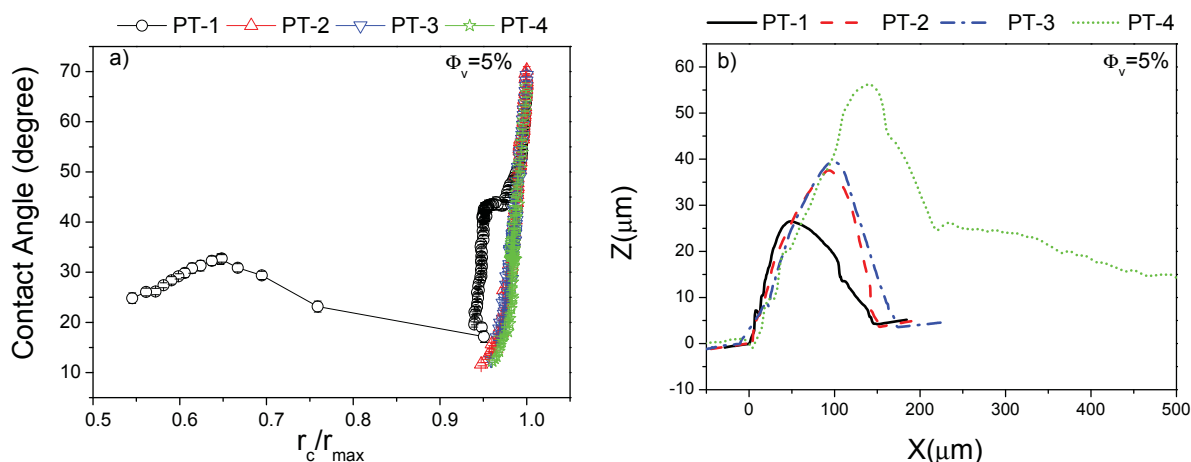 PT-1 PT-2 PT-3 PT-4
a) Φv=5%
Contact Angle (degree)
70
60
50
40
30
20
10
0.5 0.6 0.7 0.8 0.9 1.0
rc/rmax
PT-1 PT-2 PT-3 PT-4
b) Φv=5%
Z(μm)
60
50
40
30
20
10
0
-10
0 100 200 300 400 500
X(μm)